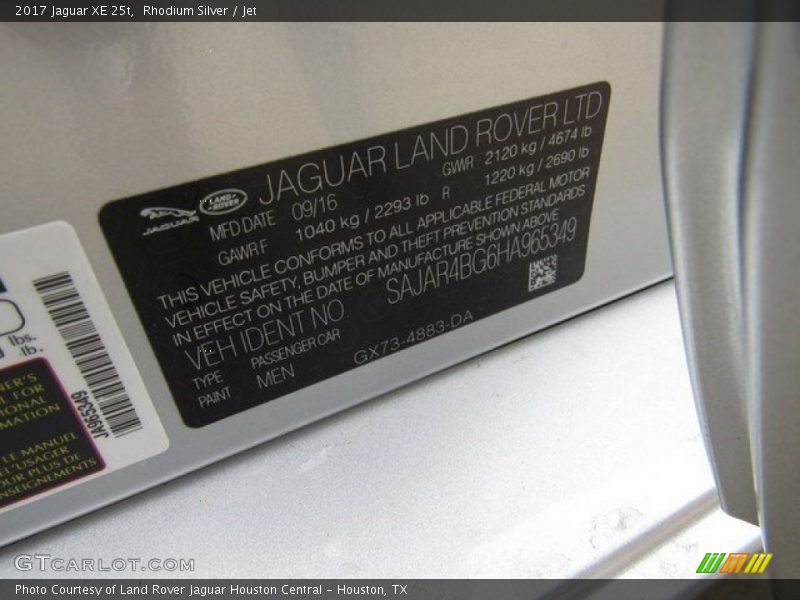 2017 Jaguar XE 25t,  Rhodium Silver / Jet
JAGUAR
LAND ROVER
JAGUAR LAND ROVER LTD
MFD DATE 09/16 GWR 2120 kg / 4674 lb
GAWR F 1040 kg / 2293 lb R 1220 kg / 2690 lb
THIS VEHICLE CONFORMS TO ALL APPLICABLE FEDERAL MOTOR
VEHICLE SAFETY, BUMPER AND THEFT PREVENTION STANDARDS
IN EFFECT ON THE DATE OF MANUFACTURE SHOWN ABOVE
VEH IDENT NO. SAJAR4BG6HA965349
TYPE PASSENGER CAR
PAINT MEN GX73-4883-DA
lbs.
lb.
JA965349
NER'S
L FOR
IONAL
MATION
LE MANUEL
EL'USAGER
OUR PLUS DE
NSEIGNEMENTS
GTCARLOT.COM
Photo Courtesy of Land Rover Jaguar Houston Central – Houston, TX